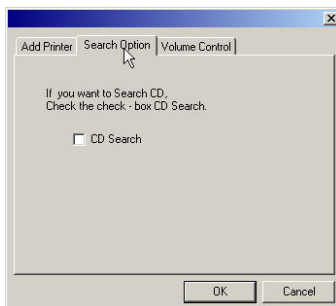 Add Printer Search Option Volume Control
If you want to Search CD,
Check the check - box CD Search.
CD Search
OK Cancel